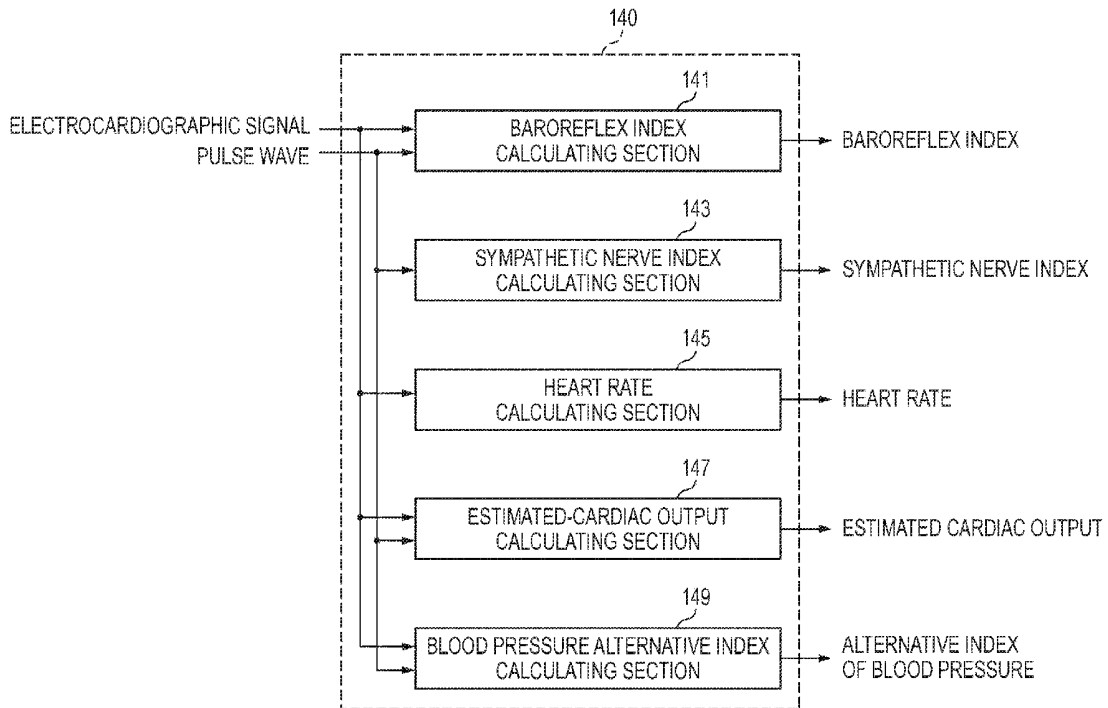 140
141
ELECTROCARDIOGRAPHIC SIGNAL
PULSE WAVE
BAROREFLEX INDEX
CALCULATING SECTION
BAROREFLEX INDEX
143
SYMPATHETIC NERVE INDEX
CALCULATING SECTION
SYMPATHETIC NERVE INDEX
145
HEART RATE
CALCULATING SECTION
HEART RATE
147
ESTIMATED-CARDIAC OUTPUT
CALCULATING SECTION
ESTIMATED CARDIAC OUTPUT
149
BLOOD PRESSURE ALTERNATIVE INDEX
CALCULATING SECTION
ALTERNATIVE INDEX
OF BLOOD PRESSURE